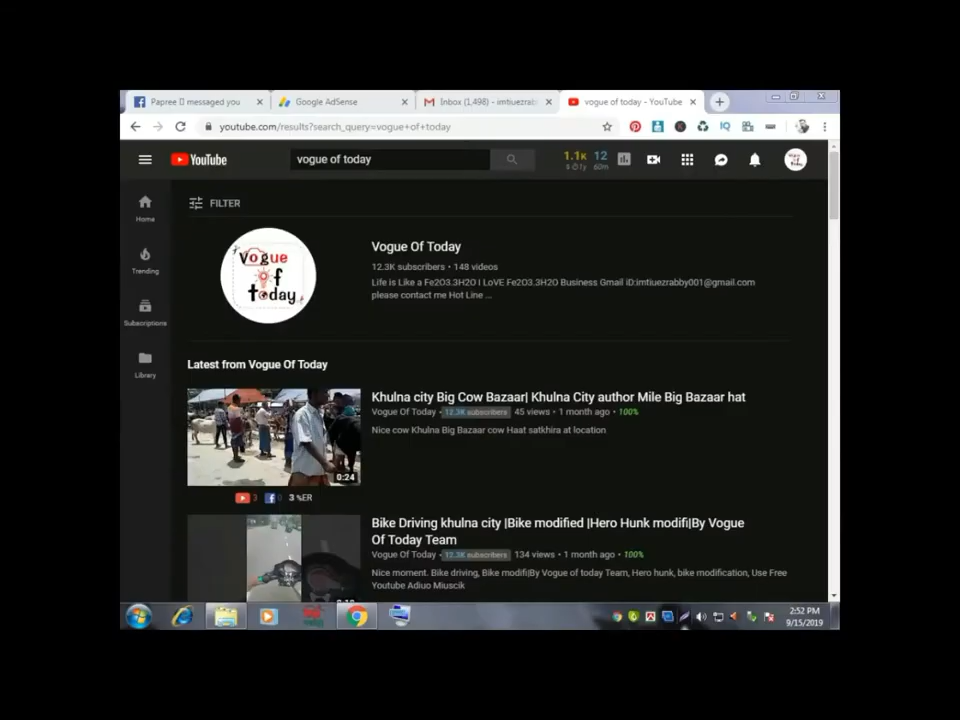 Papree messaged you
Google AdSense
Inbox (1,498) - imtiuezrab
vogue of today - YouTube
youtube.com/results?search_query=vogue+of+today
YouTube
vogue of today
1.1K 12
60m
FILTER
Home
Trending
Subscriptions
Library
Vogue of today
Vogue Of Today
12.3K subscribers • 148 videos
Life is Like a Fe2O3.3H2O I LoVE Fe2O3.3H2O Business Gmail iD:imtiuezrabby001@gmail.com
please contact me Hot Line ...
Latest from Vogue Of Today
Khulna city Big Cow Bazaar| Khulna City author Mile Big Bazaar hat
Vogue Of Today • 12.3K subscribers 45 views • 1 month ago • 100%
Nice cow Khulna Big Bazaar cow Haat satkhira at location
0:24
3 0 3 %ER
Bike Driving khulna city |Bike modified |Hero Hunk modifi|By Vogue
Of Today Team
Vogue Of Today • 12.3K subscribers 134 views • 1 month ago • 100%
Nice moment. Bike driving, Bike modifi|By Vogue of today Team, Hero hunk, bike modification, Use Free
Youtube Adiuo Miuscik
2:52 PM
9/15/2019